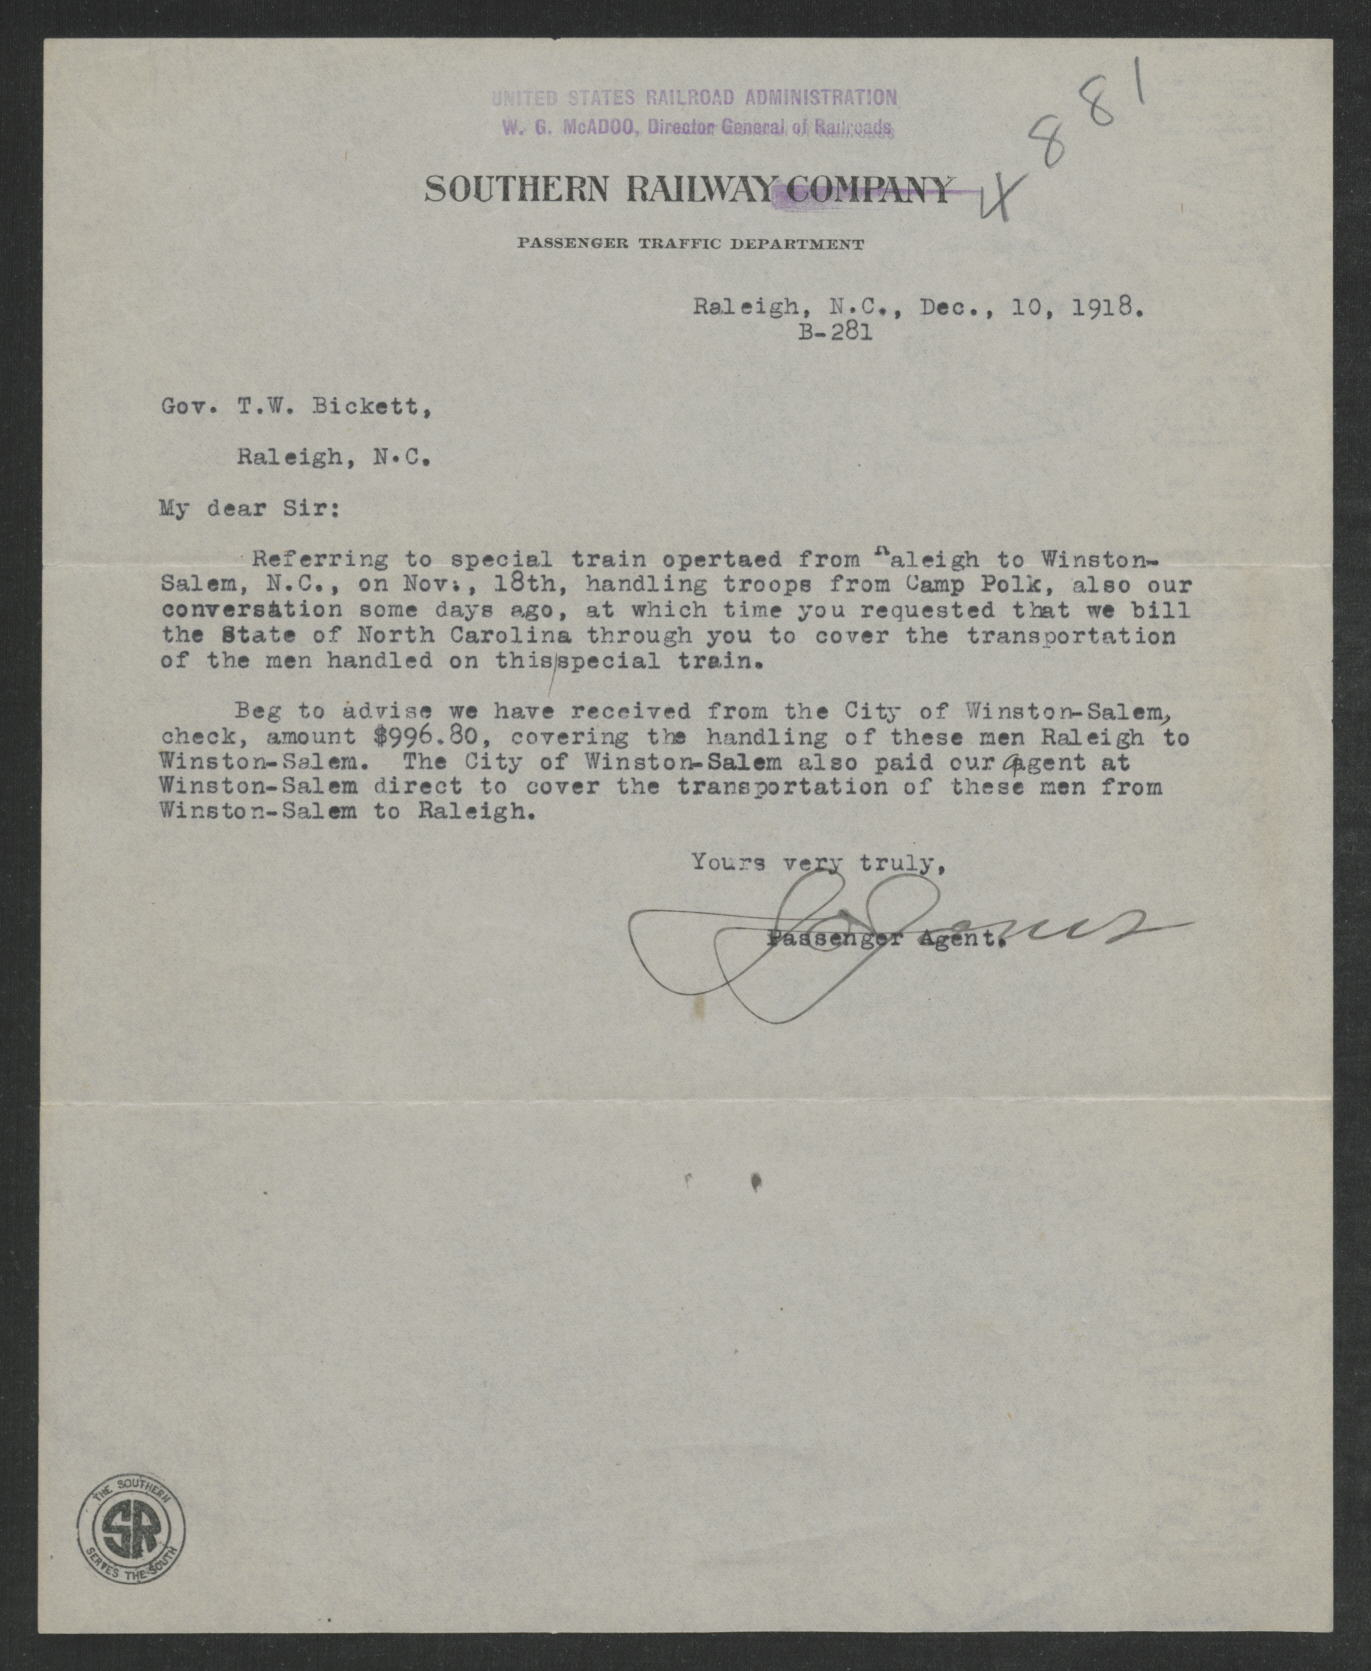 UNITED STATES RAILROAD ADMINISTRATION
W. G. McADOO, Director General of Railroads
4881
SOUTHERN RAILWAY COMPANY
PASSENGER TRAFFIC DEPARTMENT
Raleigh, N.C., Dec., 10, 1918.
B-281
Gov. T.W. Bickett,
Raleigh, N.C.
My dear Sir:
Referring to special train opertaed from Raleigh to Winston-
Salem, N.C., on Nov., 18th, handling troops from Camp Polk, also our
conversation some days ago, at which time you requested that we bill
the State of North Carolina through you to cover the transportation
of the men handled on this/special train.
Beg to advise we have received from the City of Winston-Salem,
check, amount $996.80, covering the handling of these men Raleigh to
Winston-Salem. The City of Winston-Salem also paid our agent at
Winston-Salem direct to cover the transportation of these men from
Winston-Salem to Raleigh.
Yours very truly,
Passenger Agent.
THE SOUTHERN
SR
SERVES THE SOUTH